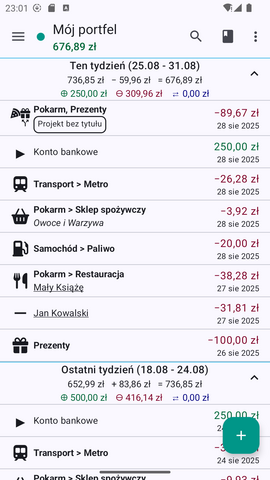 23:01
Mój portfel
676,89 zł
Ten tydzień (25.08 - 31.08)
736,85 zł − 59,96 zł = 676,89 zł
⊕ 250,00 zł ⊖ 309,96 zł ⇄ 0,00 zł
Pokarm, Prezenty −89,67 zł
Projekt bez tytułu 28 sie 2025
Konto bankowe 250,00 zł
28 sie 2025
Transport > Metro −26,28 zł
28 sie 2025
Pokarm > Sklep spożywczy −3,92 zł
Owoce i Warzywa 28 sie 2025
Samochód > Paliwo −20,00 zł
28 sie 2025
Pokarm > Restauracja −38,28 zł
Mały Książę 27 sie 2025
Jan Kowalski −31,81 zł
27 sie 2025
Prezenty −100,00 zł
26 sie 2025
Ostatni tydzień (18.08 - 24.08)
652,99 zł + 83,86 zł = 736,85 zł
⊕ 500,00 zł ⊖ 416,14 zł ⇄ 0,00 zł
Konto bankowe 250,00 zł
Transport > Metro
Pokarm > Sklep spożywczy −9,93 zł